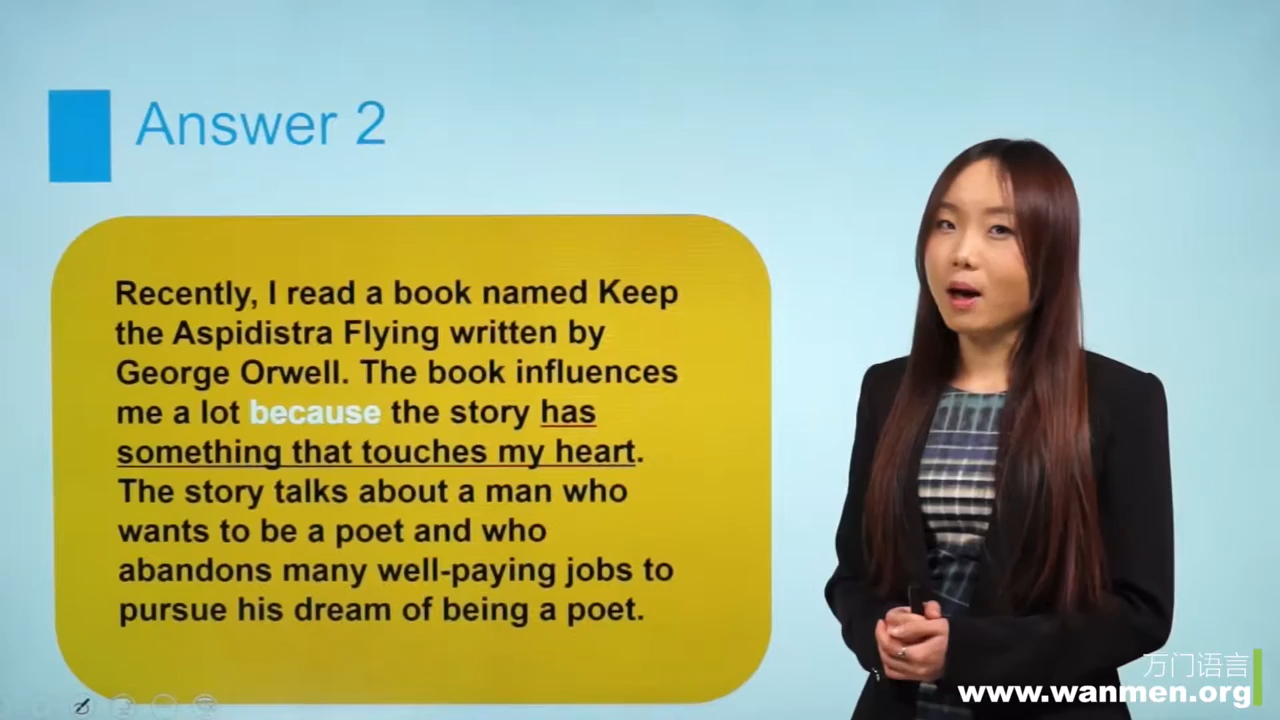 Answer 2
Recently, I read a book named Keep
the Aspidistra Flying written by
George Orwell. The book influences
me a lot because the story has
something that touches my heart.
The story talks about a man who
wants to be a poet and who
abandons many well-paying jobs to
pursue his dream of being a poet.
万门语言
www.wanmen.org